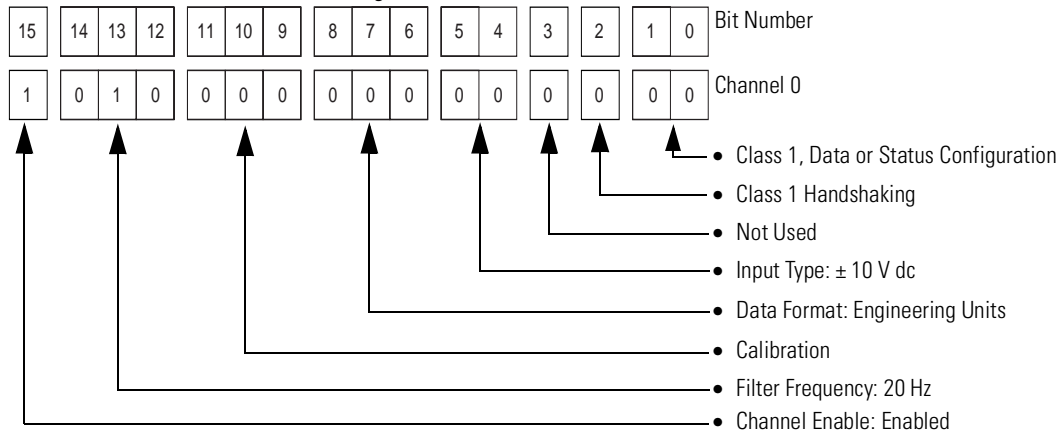 15 14 13 12 11 10 9 8 7 6 5 4 3 2 1 0 Bit Number
1 0 1 0 0 0 0 0 0 0 0 0 0 0 0 0 Channel 0
• Class 1, Data or Status Configuration
• Class 1 Handshaking
• Not Used
• Input Type: ± 10 V dc
• Data Format: Engineering Units
• Calibration
• Filter Frequency: 20 Hz
• Channel Enable: Enabled